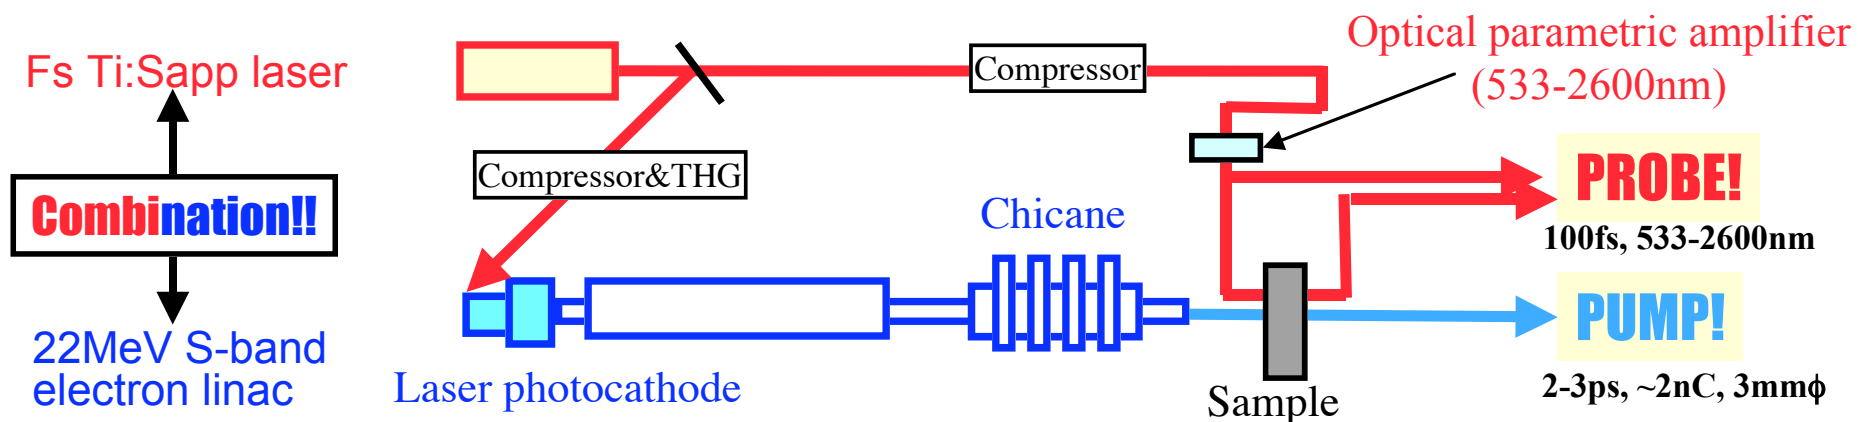 Fs Ti:Sapp laser
Combination!!
22MeV S-band
electron linac
Compressor
Compressor&THG
Optical parametric amplifier
(533-2600nm)
Chicane
Laser photocathode
Sample
PROBE!
100fs, 533-2600nm
PUMP!
2-3ps, ~2nC, 3mmϕ